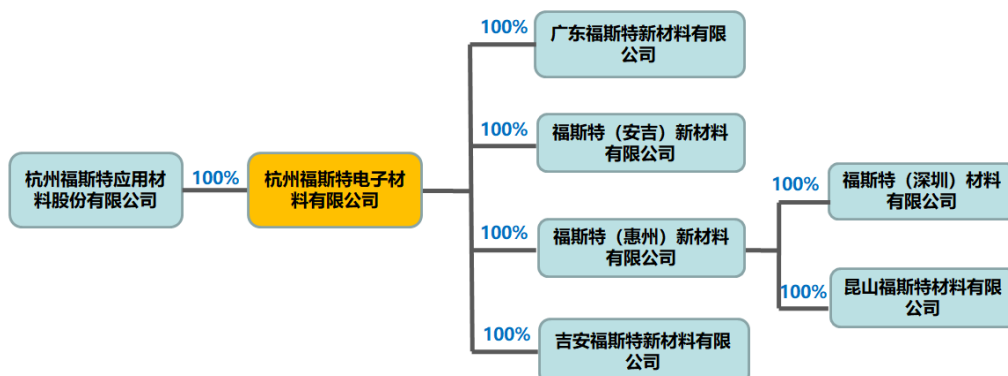 杭州福斯特应用材
料股份有限公司
100%
杭州福斯特电子材
料有限公司
100%
广东福斯特新材料有限
公司
100%
福斯特（安吉）新材料
有限公司
100%
福斯特（惠州）新材料
有限公司
100%
福斯特（深圳）材料
有限公司
100%
昆山福斯特材料有限
公司
100%
吉安福斯特新材料有限
公司